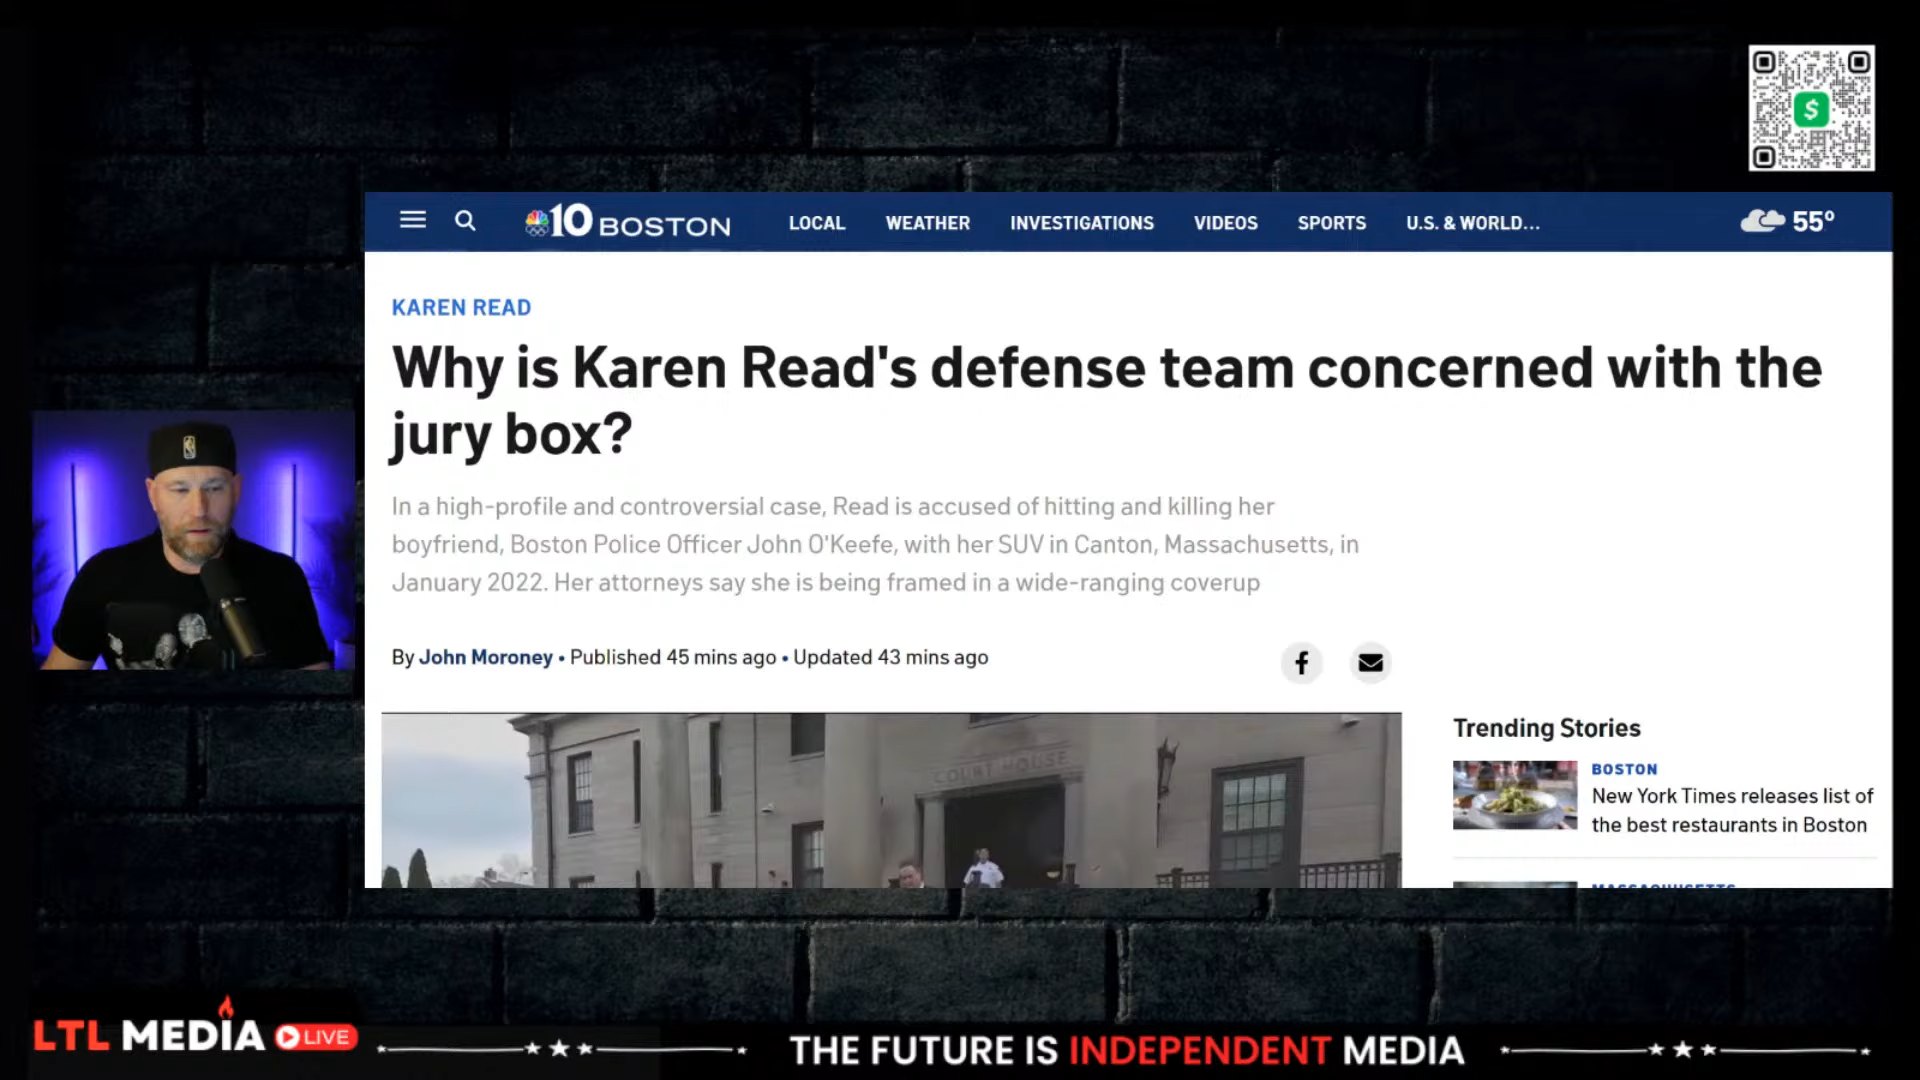 10 BOSTON
LOCAL
WEATHER
INVESTIGATIONS
VIDEOS
SPORTS
U.S. & WORLD...
55°
KAREN READ
Why is Karen Read's defense team concerned with the
jury box?
In a high-profile and controversial case, Read is accused of hitting and killing her
boyfriend, Boston Police Officer John O'Keefe, with her SUV in Canton, Massachusetts, in
January 2022. Her attorneys say she is being framed in a wide-ranging coverup
By John Moroney • Published 45 mins ago • Updated 43 mins ago
COURT HOUSE
Trending Stories
BOSTON
New York Times releases list of
the best restaurants in Boston
MASSACHUSETTS
LTL MEDIA LIVE
THE FUTURE IS INDEPENDENT MEDIA